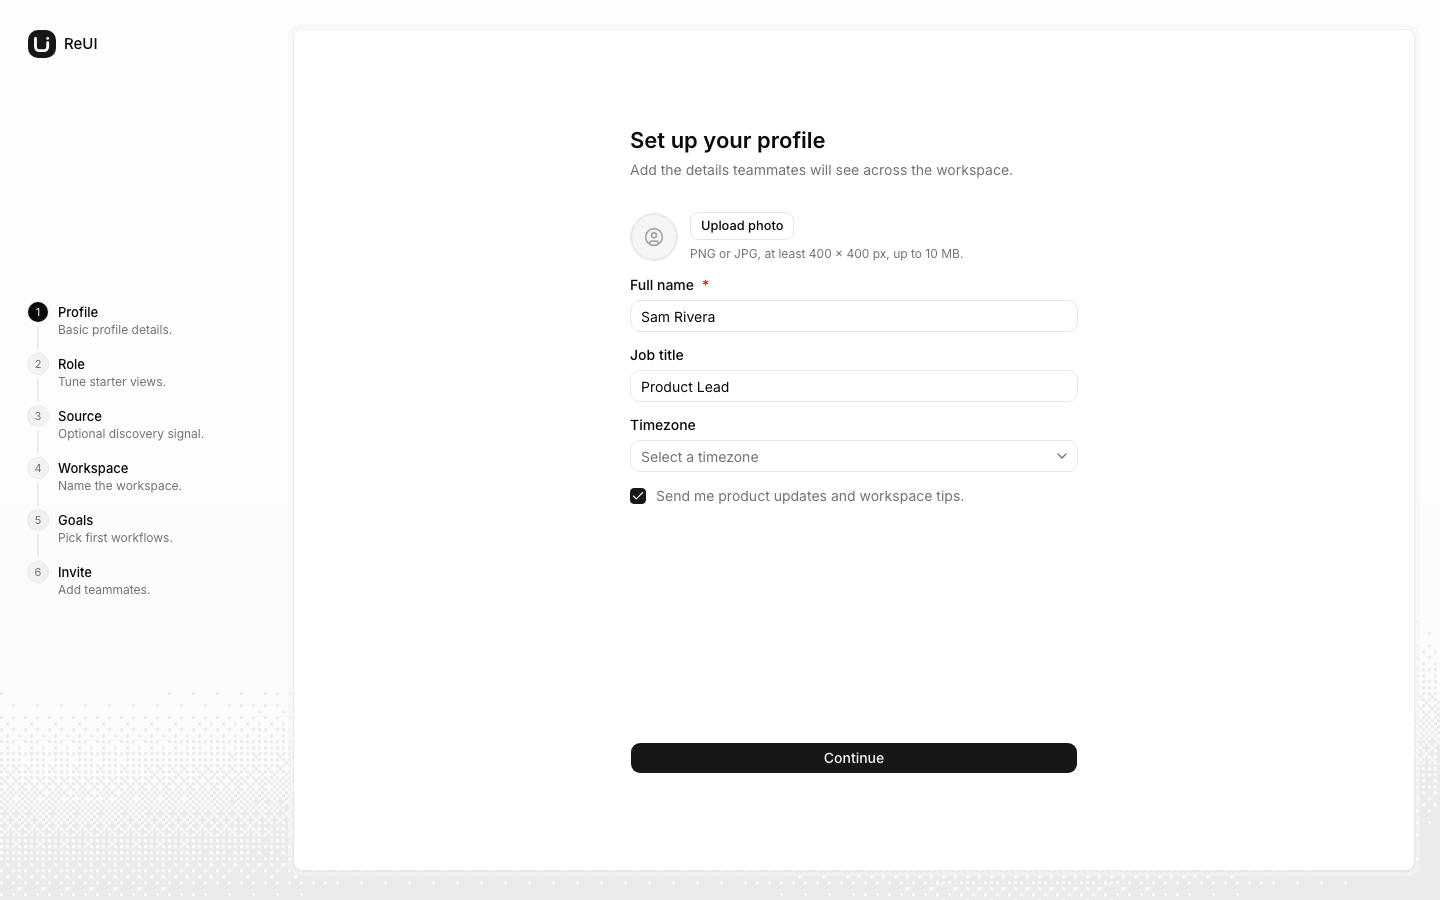 ReUI
1
Profile
Basic profile details.
2
Role
Tune starter views.
3
Source
Optional discovery signal.
4
Workspace
Name the workspace.
5
Goals
Pick first workflows.
6
Invite
Add teammates.
Set up your profile
Add the details teammates will see across the workspace.
Upload photo
PNG or JPG, at least 400 × 400 px, up to 10 MB.
Full name *
Sam Rivera
Job title
Product Lead
Timezone
Select a timezone
Send me product updates and workspace tips.
Continue